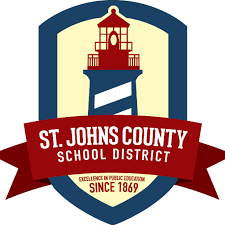 ST. JOHNS COUNTY
SCHOOL DISTRICT
EXCELLENCE IN PUBLIC EDUCATION
SINCE 1869